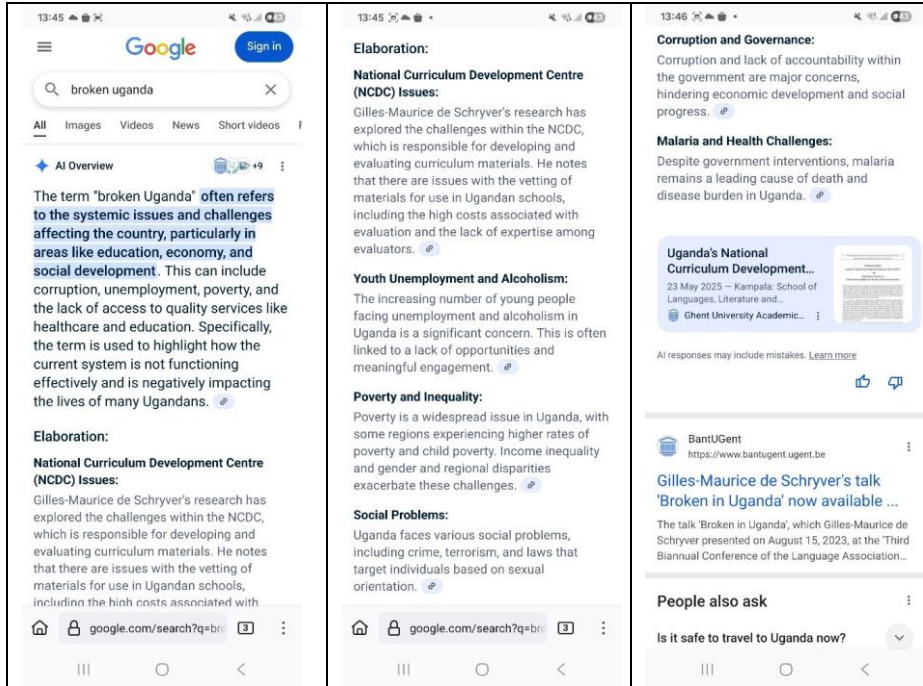 13:45
Google
Sign in
broken uganda
All Images Videos News Short videos
AI Overview
+9
The term "broken Uganda" often refers
to the systemic issues and challenges
affecting the country, particularly in
areas like education, economy, and
social development. This can include
corruption, unemployment, poverty, and
the lack of access to quality services like
healthcare and education. Specifically,
the term is used to highlight how the
current system is not functioning
effectively and is negatively impacting
the lives of many Ugandans.
Elaboration:
National Curriculum Development Centre
(NCDC) Issues:
Gilles-Maurice de Schryver's research has
explored the challenges within the NCDC,
which is responsible for developing and
evaluating curriculum materials. He notes
that there are issues with the vetting of
materials for use in Ugandan schools,
including the high costs associated with
google.com/search?q=bro
3
13:45
Elaboration:
National Curriculum Development Centre
(NCDC) Issues:
Gilles-Maurice de Schryver's research has
explored the challenges within the NCDC,
which is responsible for developing and
evaluating curriculum materials. He notes
that there are issues with the vetting of
materials for use in Ugandan schools,
including the high costs associated with
evaluation and the lack of expertise among
evaluators.
Youth Unemployment and Alcoholism:
The increasing number of young people
facing unemployment and alcoholism in
Uganda is a significant concern. This is often
linked to a lack of opportunities and
meaningful engagement.
Poverty and Inequality:
Poverty is a widespread issue in Uganda, with
some regions experiencing higher rates of
poverty and child poverty. Income inequality
and gender and regional disparities
exacerbate these challenges.
Social Problems:
Uganda faces various social problems,
including crime, terrorism, and laws that
target individuals based on sexual
orientation.
google.com/search?q=bro
3
13:46
Corruption and Governance:
Corruption and lack of accountability within
the government are major concerns,
hindering economic development and social
progress.
Malaria and Health Challenges:
Despite government interventions, malaria
remains a leading cause of death and
disease burden in Uganda.
Uganda's National
Curriculum Development...
23 May 2025 — Kampala: School of
Languages, Literature and...
Ghent University Academic...
AI responses may include mistakes. Learn more
BantUGent
https://www.bantugent.ugent.be
Gilles-Maurice de Schryver's talk
'Broken in Uganda' now available ...
The talk 'Broken in Uganda', which Gilles-Maurice de
Schryver presented on August 15, 2023, at the 'Third
Biannual Conference of the Language Association...
People also ask
Is it safe to travel to Uganda now?